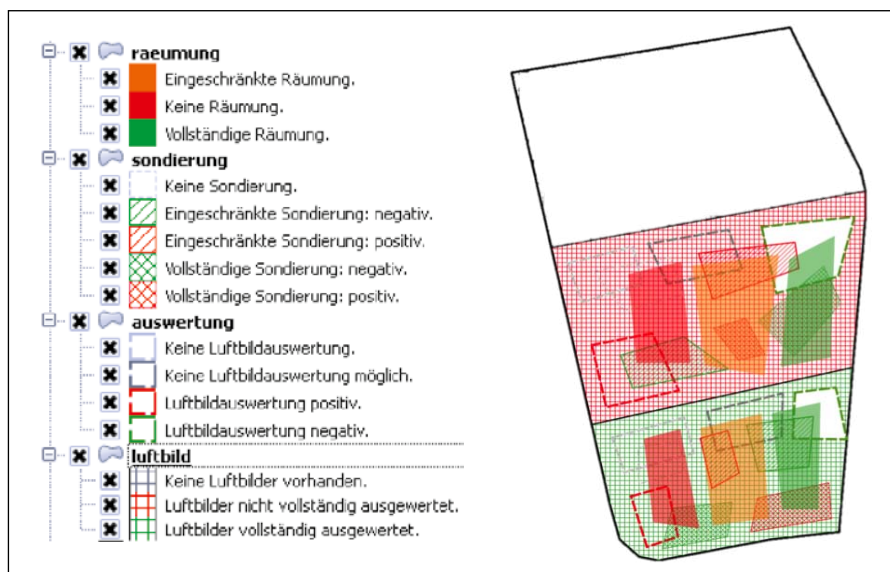 raeumung
Eingeschränkte Räumung.
Keine Räumung.
Vollständige Räumung.
sondierung
Keine Sondierung.
Eingeschränkte Sondierung: negativ.
Eingeschränkte Sondierung: positiv.
Vollständige Sondierung: negativ.
Vollständige Sondierung: positiv.
auswertung
Keine Luftbildauswertung.
Keine Luftbildauswertung möglich.
Luftbildauswertung positiv.
Luftbildauswertung negativ.
luftbild
Keine Luftbilder vorhanden.
Luftbilder nicht vollständig ausgewertet.
Luftbilder vollständig ausgewertet.